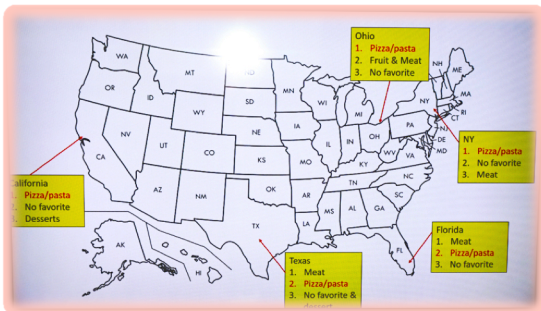 Ohio
1. Pizza/pasta
2. Fruit & Meat
3. No favorite
NY
1. Pizza/pasta
2. No favorite
3. Meat
Pizza/pasta
No favorite
Desserts
Florida
1. Meat
2. Pizza/pasta
3. No favorite
Texas
1. Meat
2. Pizza/pasta
3. No favorite &
WA
MT
OR
ID
WY
SD
MN
WI
MI
NY
NH
ME
MA
RI
CT
NJ
DE
MD
PA
NV
UT
CO
NE
IA
IL
IN
OH
WV
VA
KY
CA
AZ
NM
KS
MO
OK
AR
TN
NC
SC
TX
LA
MS
AL
GA
FL
AK
HI